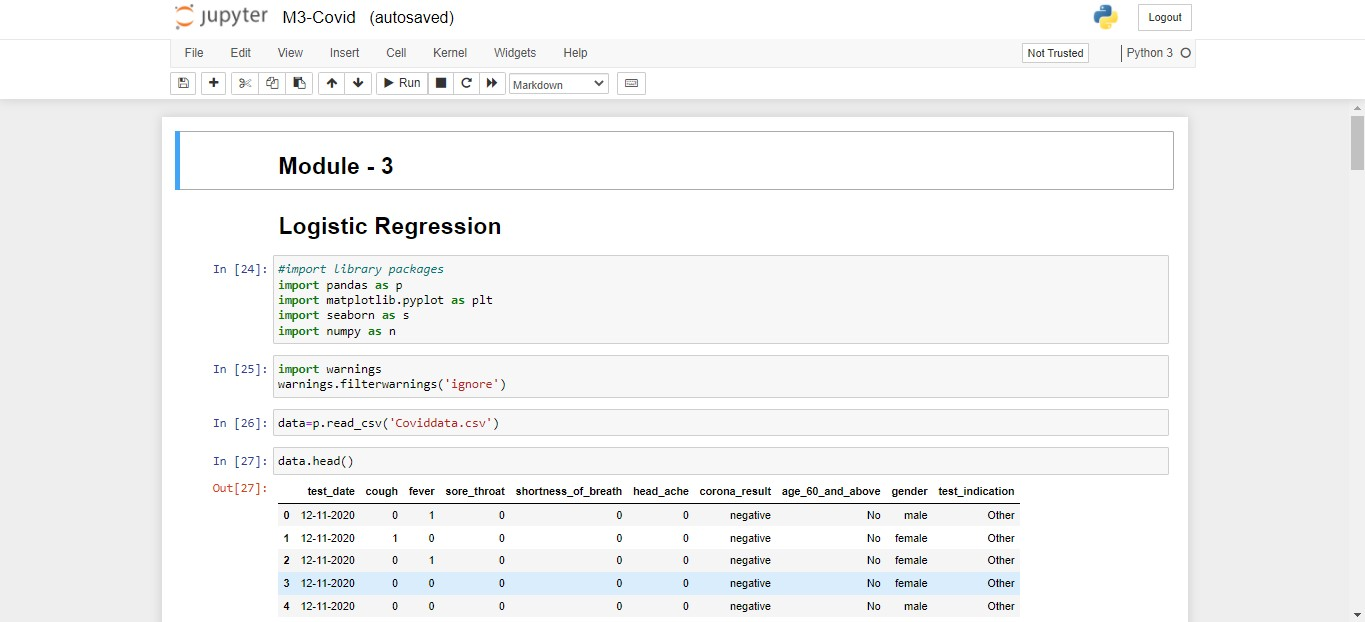 jupyter M3-Covid (autosaved) Logout
File Edit View Insert Cell Kernel Widgets Help Not Trusted Python 3
Run Markdown
Module - 3
Logistic Regression
In [24]: #import library packages
import pandas as p
import matplotlib.pyplot as plt
import seaborn as s
import numpy as n
In [25]: import warnings
warnings.filterwarnings('ignore')
In [26]: data=p.read_csv('Coviddata.csv')
In [27]: data.head()
Out[27]:
test_date cough fever sore_throat shortness_of_breath head_ache corona_result age_60_and_above gender test_indication
0 12-11-2020 0 1 0 0 0 negative No male Other
1 12-11-2020 1 0 0 0 0 negative No female Other
2 12-11-2020 0 1 0 0 0 negative No female Other
3 12-11-2020 0 0 0 0 0 negative No female Other
4 12-11-2020 0 0 0 0 0 negative No male Other